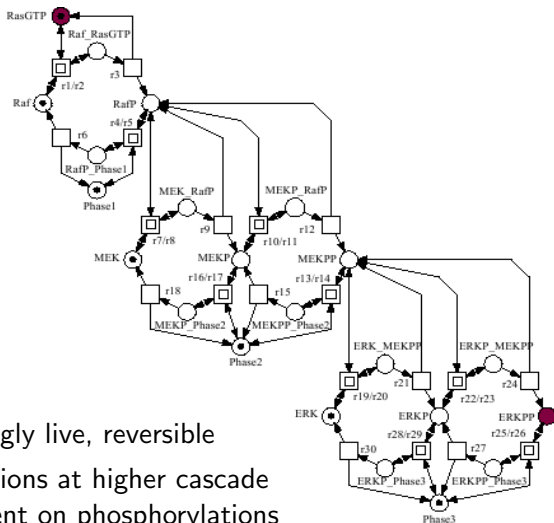 RasGTP
Raf_RasGTP
r3
r1/r2
Raf
RafP
r4/r5
r6
RafP_Phase1
Phase1
MEK_RafP
MEKP_RafP
r9
r12
r7/r8
r10/r11
MEK
MEKP
MEKPP
r16/r17
r13/r14
r18
r15
MEKP_Phase2
MEKPP_Phase2
Phase2
ERK_MEKPP
ERKP_MEKPP
r21
r24
r19/r20
r22/r23
ERK
ERKP
ERKPP
r28/r29
r25/r26
r30
r27
ERKP_Phase3
ERKPP_Phase3
Phase3
gly live, reversible
ions at higher cascade
ent on phosphorylations